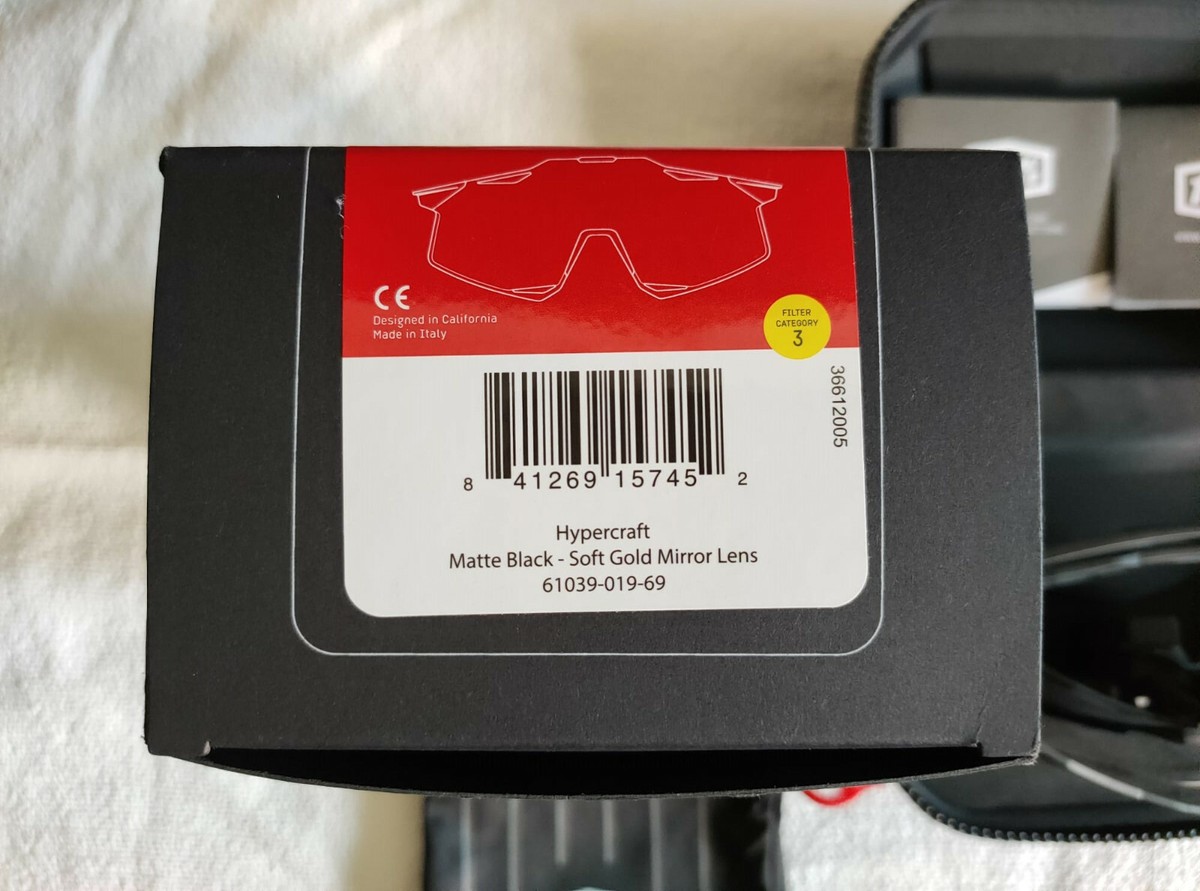 CE
Designed in California
Made in Italy
FILTER
CATEGORY
3
36612005
8 41269 15745 2
Hypercraft
Matte Black - Soft Gold Mirror Lens
61039-019-69